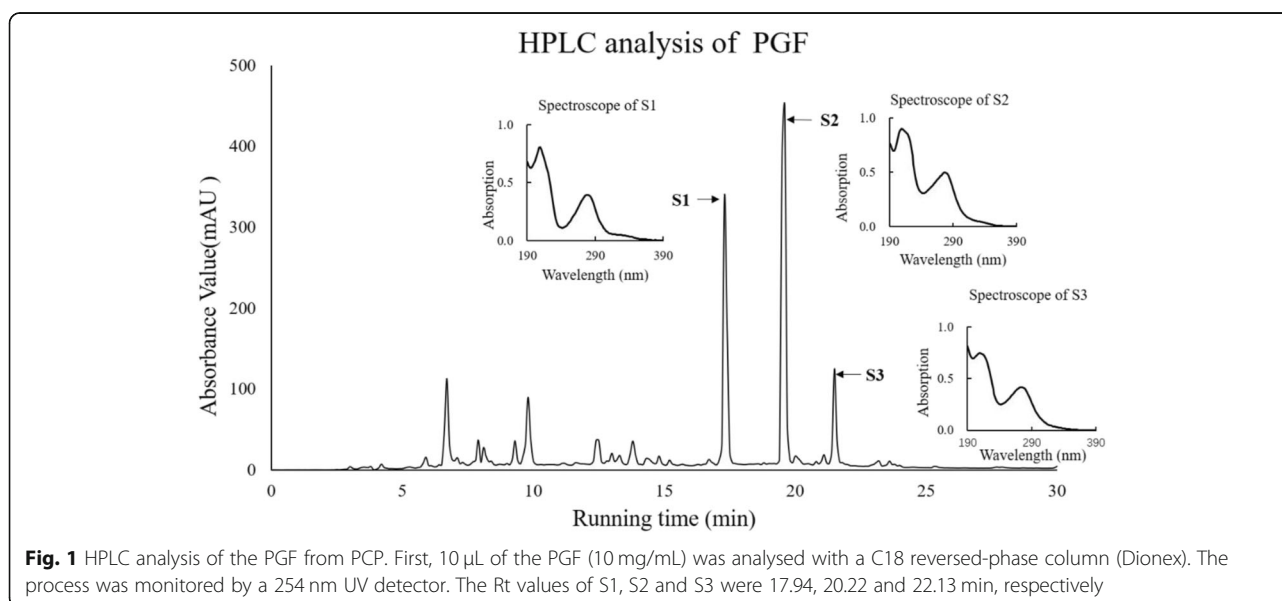 HPLC analysis of PGF
500
400
300
200
100
0
Absorbance Value(mAU )
0 5 10 15 20 25 30
Running time (min)
Spectroscope of S1
1.0
0.5
0.0
Absorption
190 290 390
Wavelength (nm)
S1
S2
Spectroscope of S2
1.0
0.5
0.0
Absorption
190 290 390
Wavelength (nm)
S3
Spectroscope of S3
1.0
0.5
0.0
Absorption
190 290 390
Wavelength (nm)
Fig. 1 HPLC analysis of the PGF from PCP. First, 10 μL of the PGF (10 mg/mL) was analysed with a C18 reversed-phase column (Dionex). The
process was monitored by a 254 nm UV detector. The Rt values of S1, S2 and S3 were 17.94, 20.22 and 22.13 min, respectively